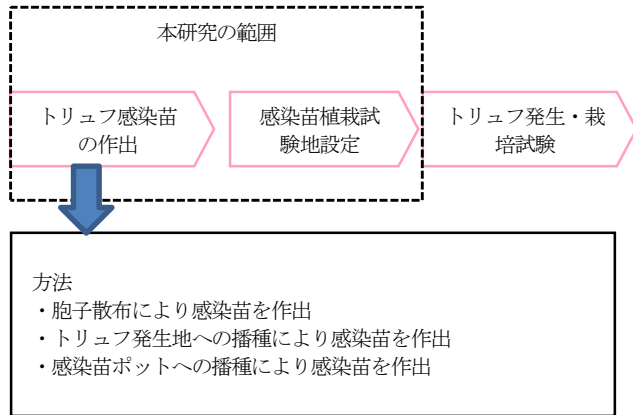 本研究の範囲
トリュフ感染苗
の作出
感染苗植栽試
験地設定
トリュフ発生・栽
培試験
方法
・胞子散布により感染苗を作出
・トリュフ発生地への播種により感染苗を作出
・感染苗ポットへの播種により感染苗を作出